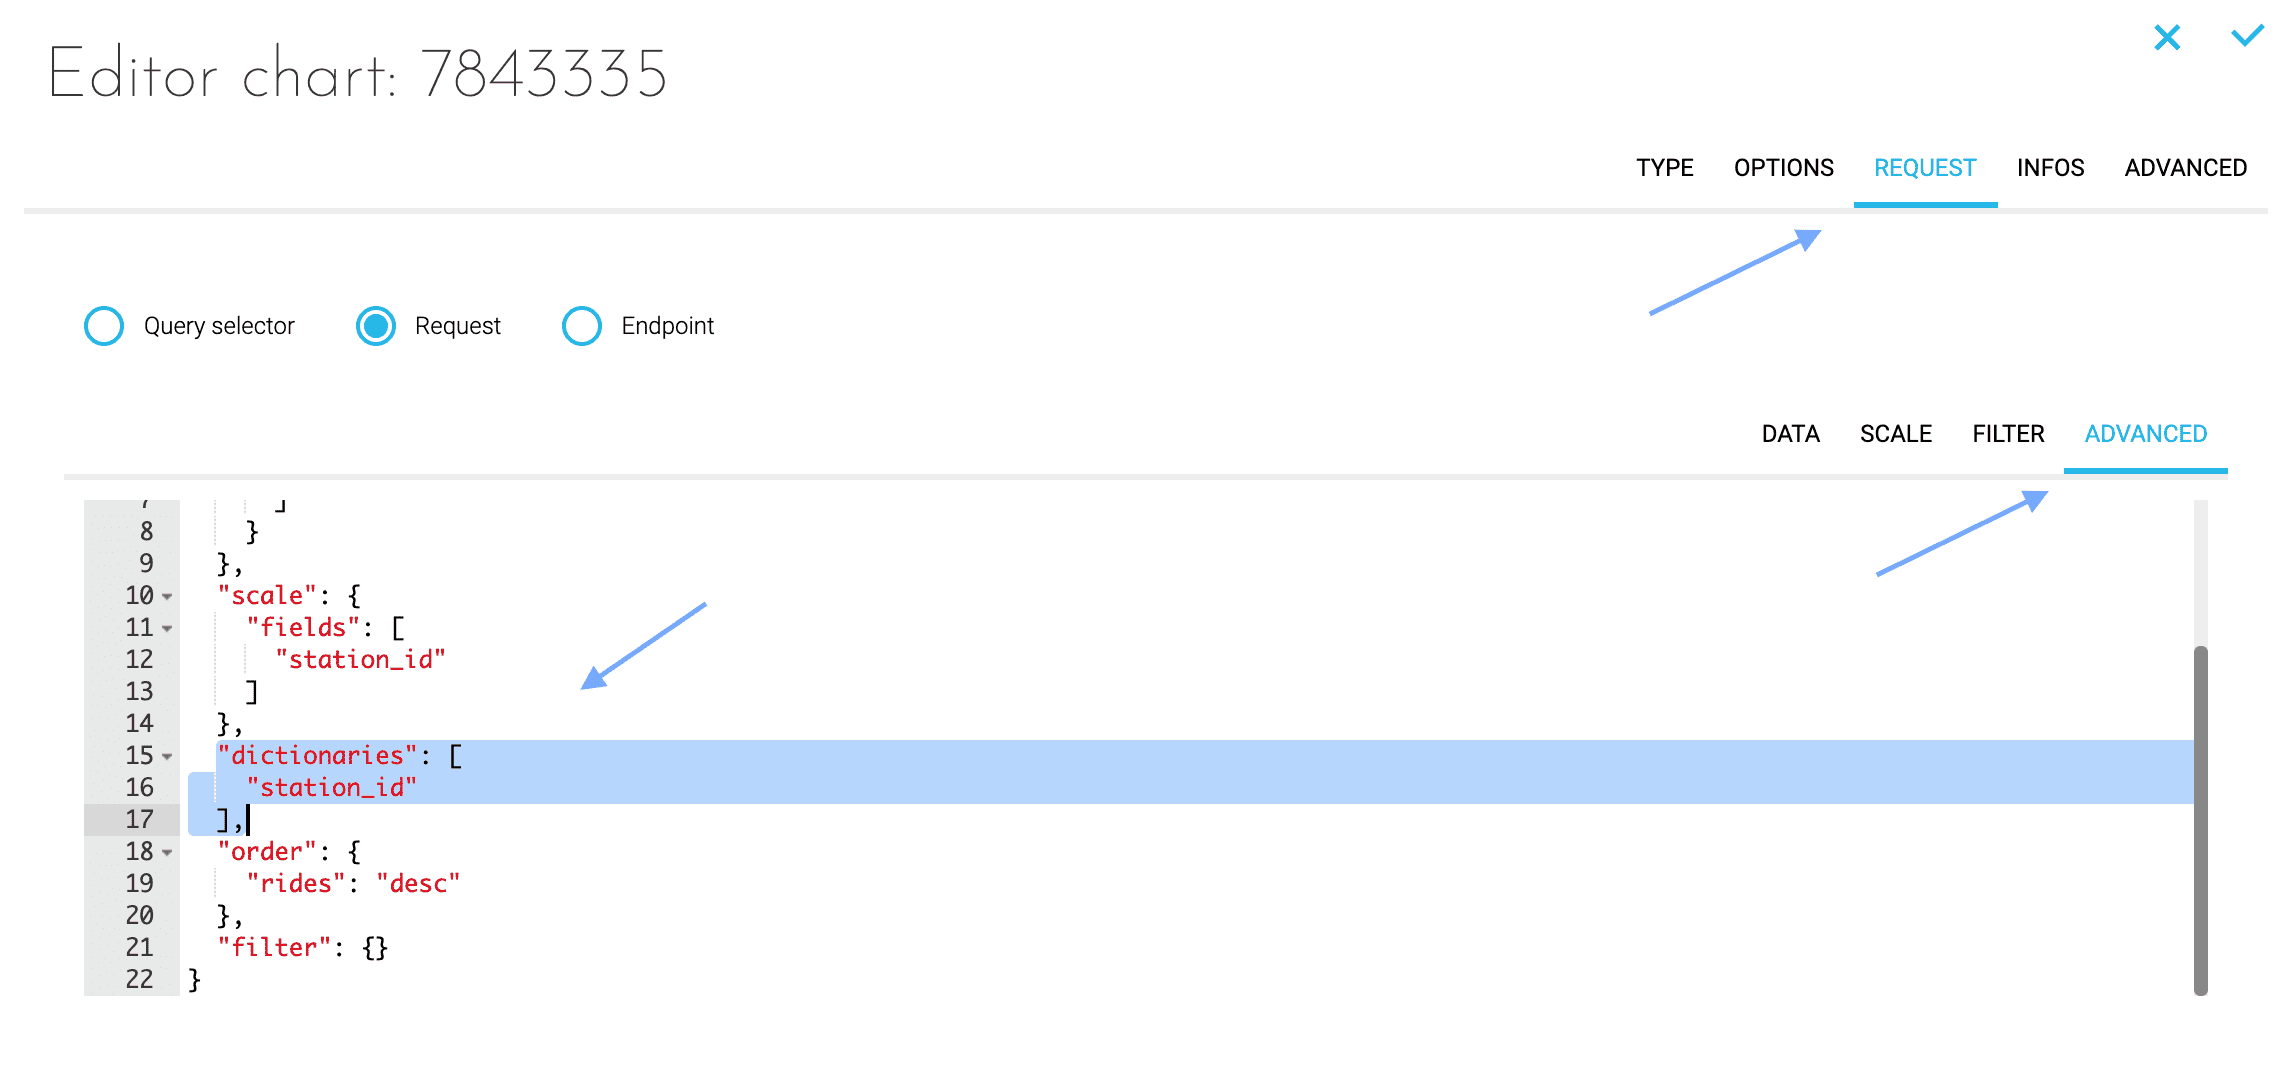 Editor chart: 7843335
TYPE OPTIONS REQUEST INFOS ADVANCED
Query selector Request Endpoint
DATA SCALE FILTER ADVANCED
7 ]
8 }
9 },
10 "scale": {
11 "fields": [
12 "station_id"
13 ]
14 },
15 "dictionaries": [
16 "station_id"
17 ],
18 "order": {
19 "rides": "desc"
20 },
21 "filter": {}
22 }